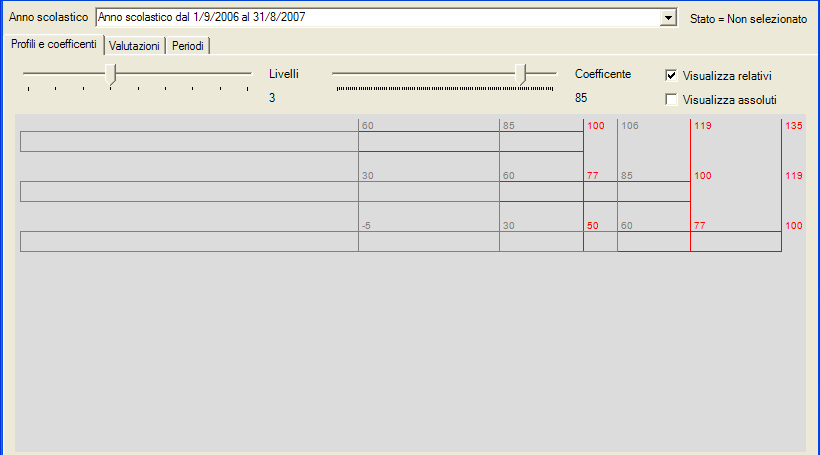 Anno scolastico Anno scolastico dal 1/9/2006 al 31/8/2007 Stato = Non selezionato
Profili e coefficenti Valutazioni Periodi
Livelli Coefficente Visualizza relativi
3 85 Visualizza assoluti
60 85 100 106 119 135
30 60 77 85 100 119
-5 30 50 60 77 100